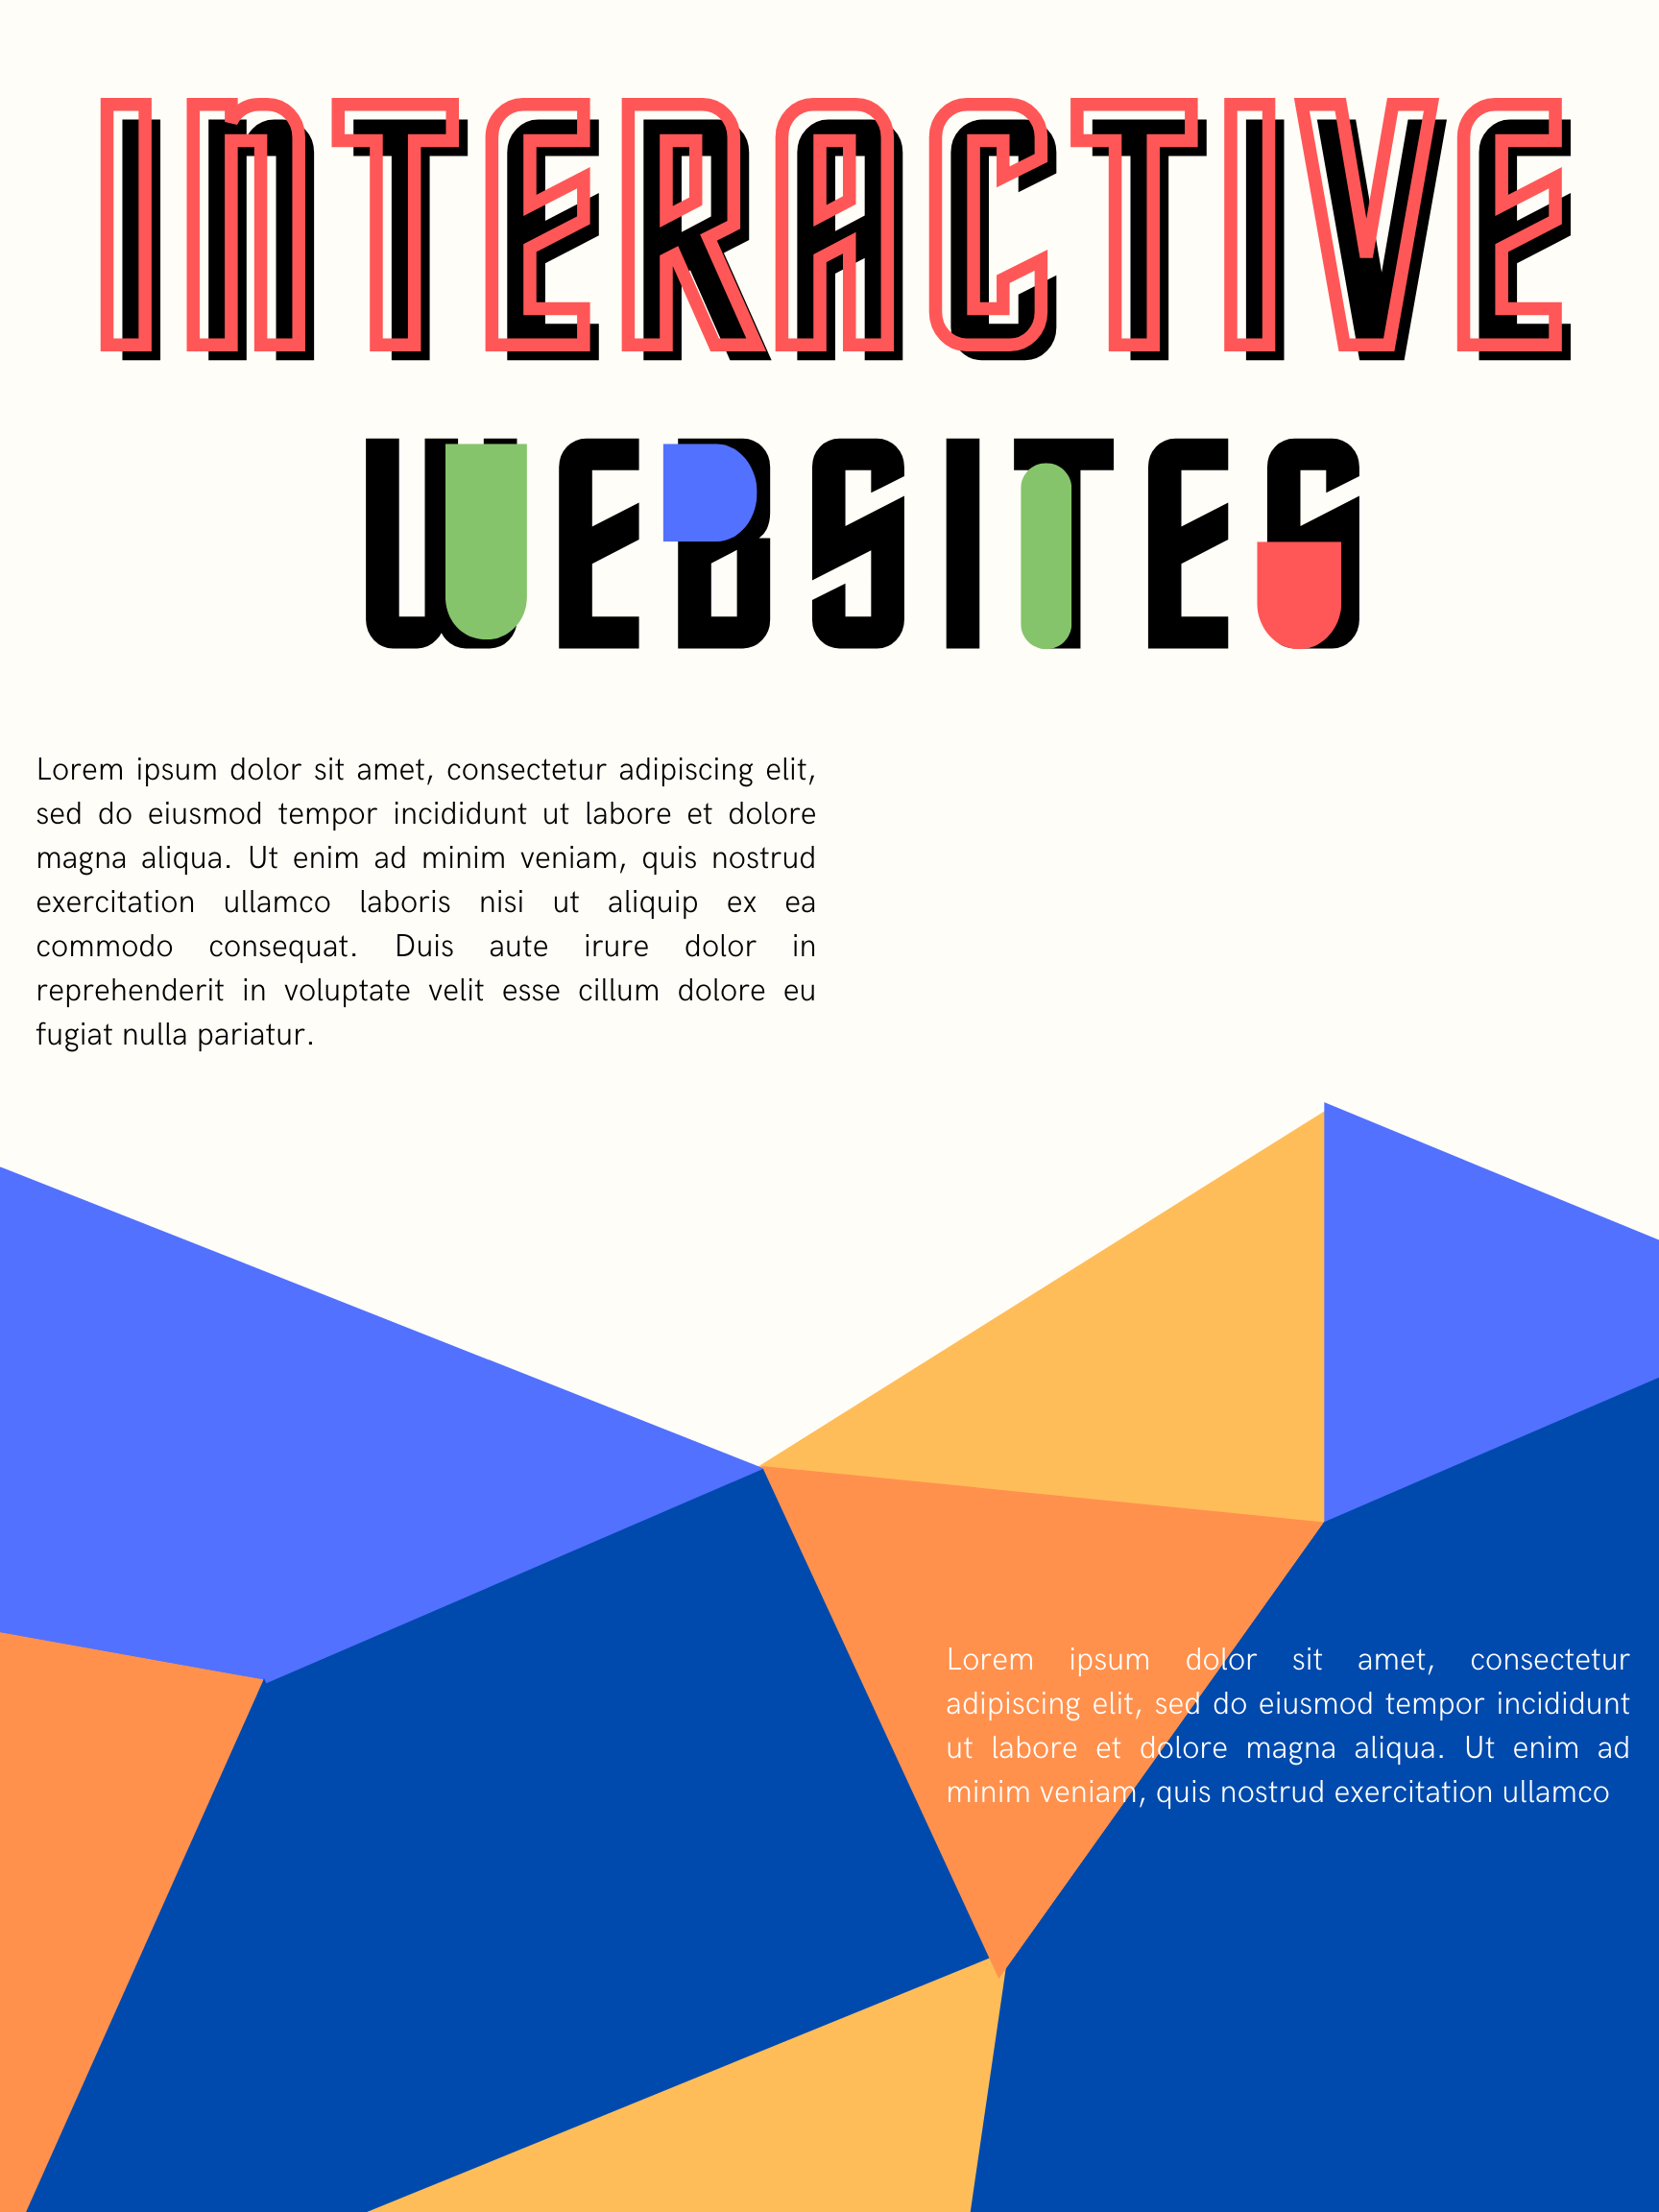 INTERACTIVE
WEBSITES
Lorem ipsum dolor sit amet, consectetur adipiscing elit,
sed do eiusmod tempor incididunt ut labore et dolore
magna aliqua. Ut enim ad minim veniam, quis nostrud
exercitation ullamco laboris nisi ut aliquip ex ea
commodo consequat. Duis aute irure dolor in
reprehenderit in voluptate velit esse cillum dolore eu
fugiat nulla pariatur.
Lorem ipsum dolor sit amet, consectetur
adipiscing elit, sed do eiusmod tempor incididunt
ut labore et dolore magna aliqua. Ut enim ad
minim veniam, quis nostrud exercitation ullamco